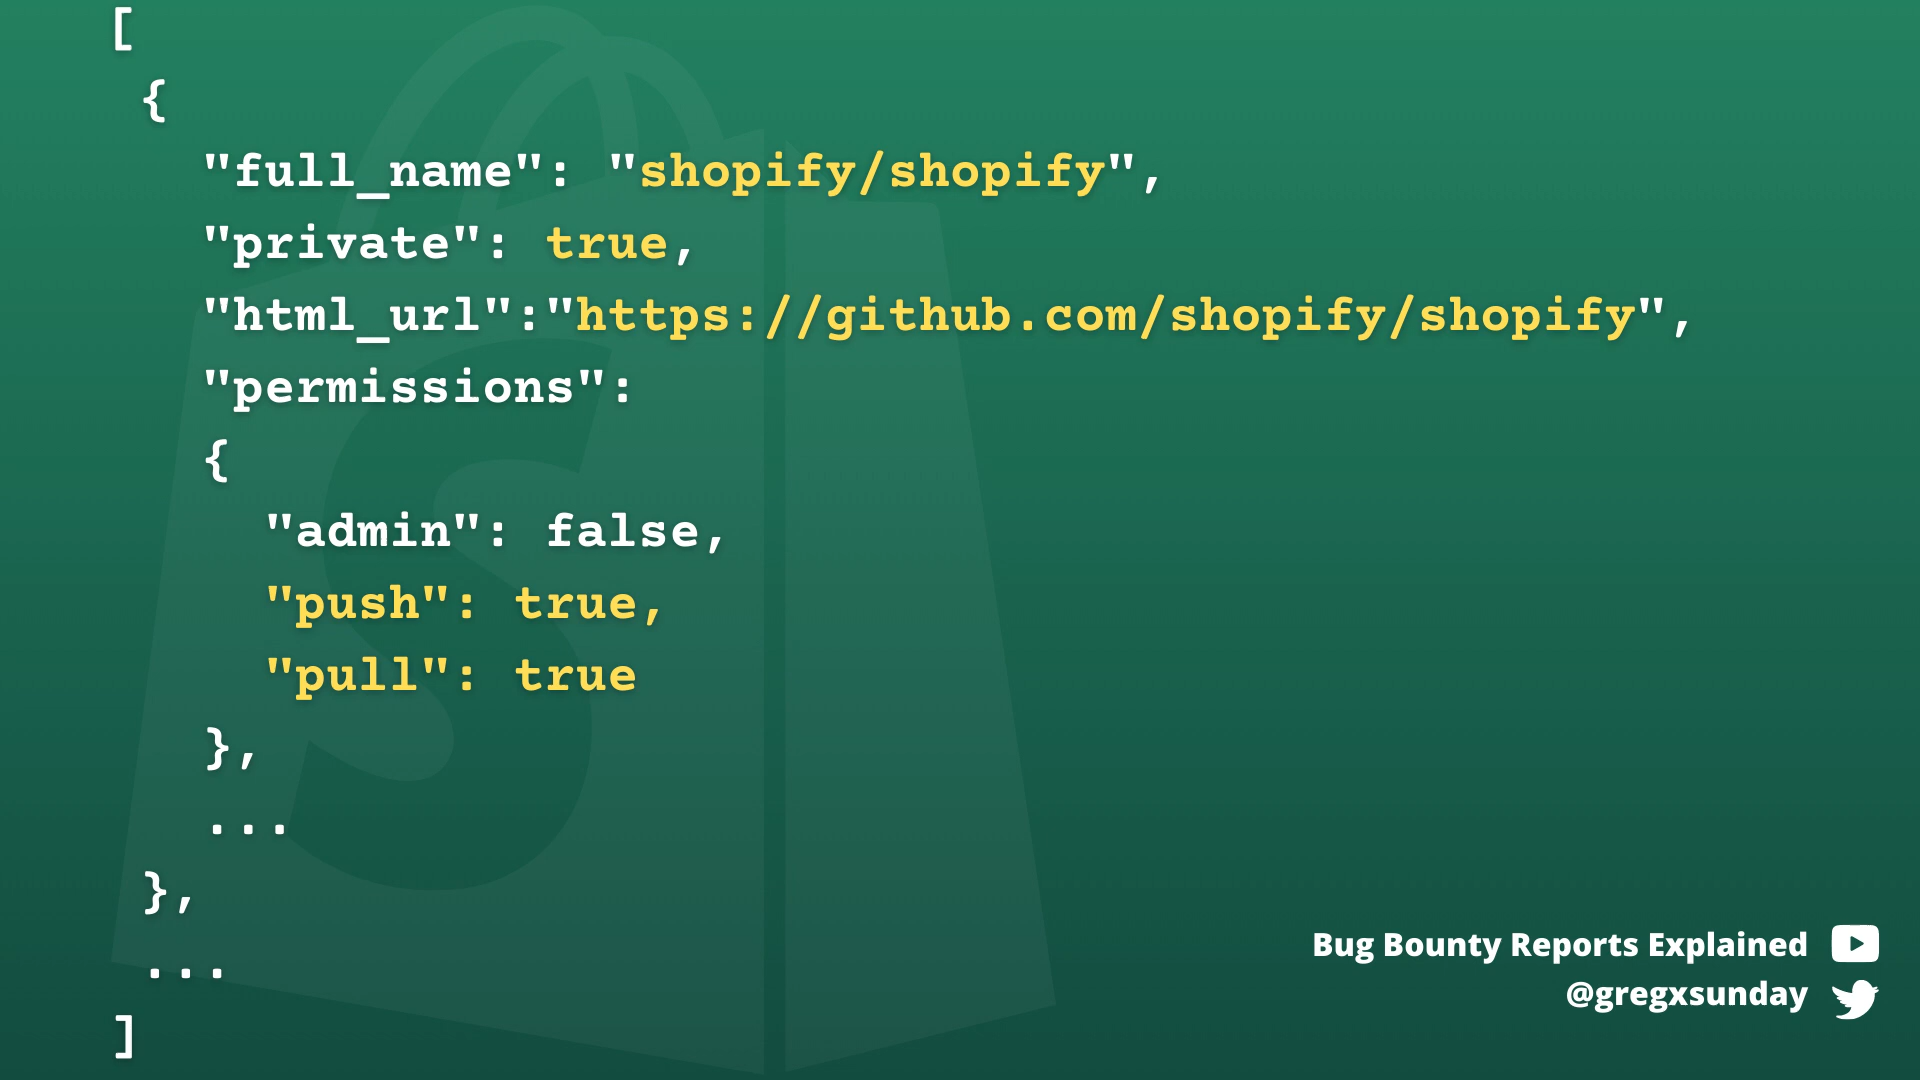 [
{
"full_name": "shopify/shopify",
"private": true,
"html_url":"https://github.com/shopify/shopify",
"permissions":
{
"admin": false,
"push": true,
"pull": true
},
...
},
...
]
Bug Bounty Reports Explained
@gregxsunday